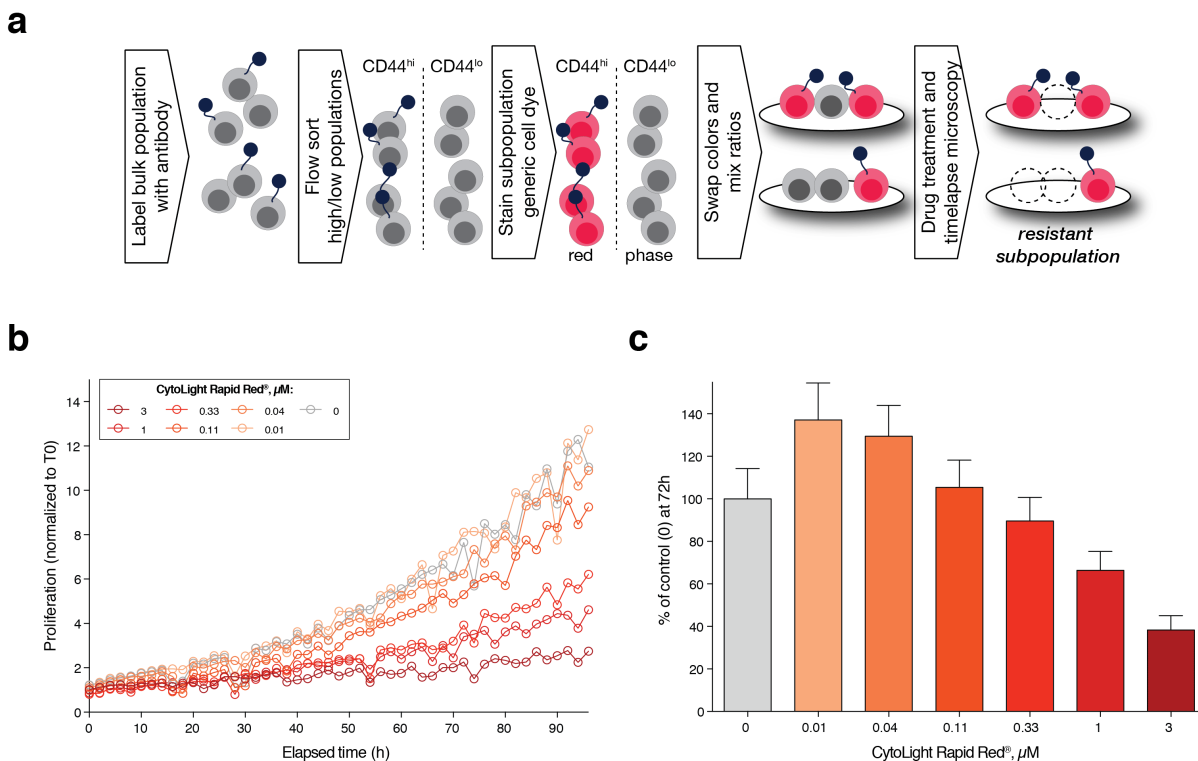 a
Label bulk population
with antibody
Flow sort
high/low populations
CD44hi
CD44lo
Stain subpopulation
generic cell dye
CD44hi
CD44lo
red
phase
Swap colors and
mix ratios
Drug treatment and
timelapse microscopy
resistant
subpopulation
b
CytoLight Rapid Red®, µM:
3
0.33
0.04
0
1
0.11
0.01
Proliferation (normalized to T0)
14
12
10
8
6
4
2
0
0
10
20
30
40
50
60
70
80
90
Elapsed time (h)
c
% of control (0) at 72h
140
120
100
80
60
40
20
0
0
0.01
0.04
0.11
0.33
1
3
CytoLight Rapid Red®, µM